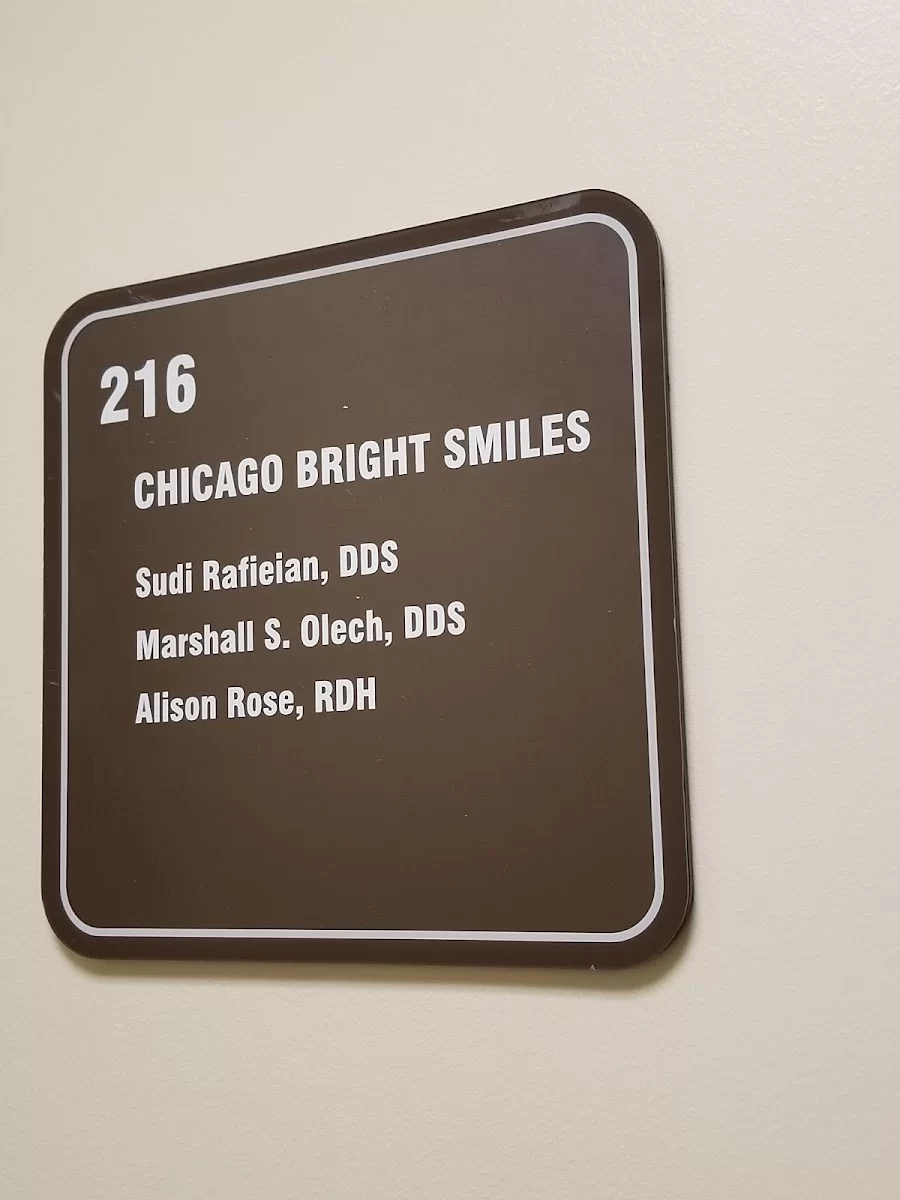 216
CHICAGO BRIGHT SMILES
Sudi Rafieian, DDS
Marshall S. Olech, DDS
Alison Rose, RDH